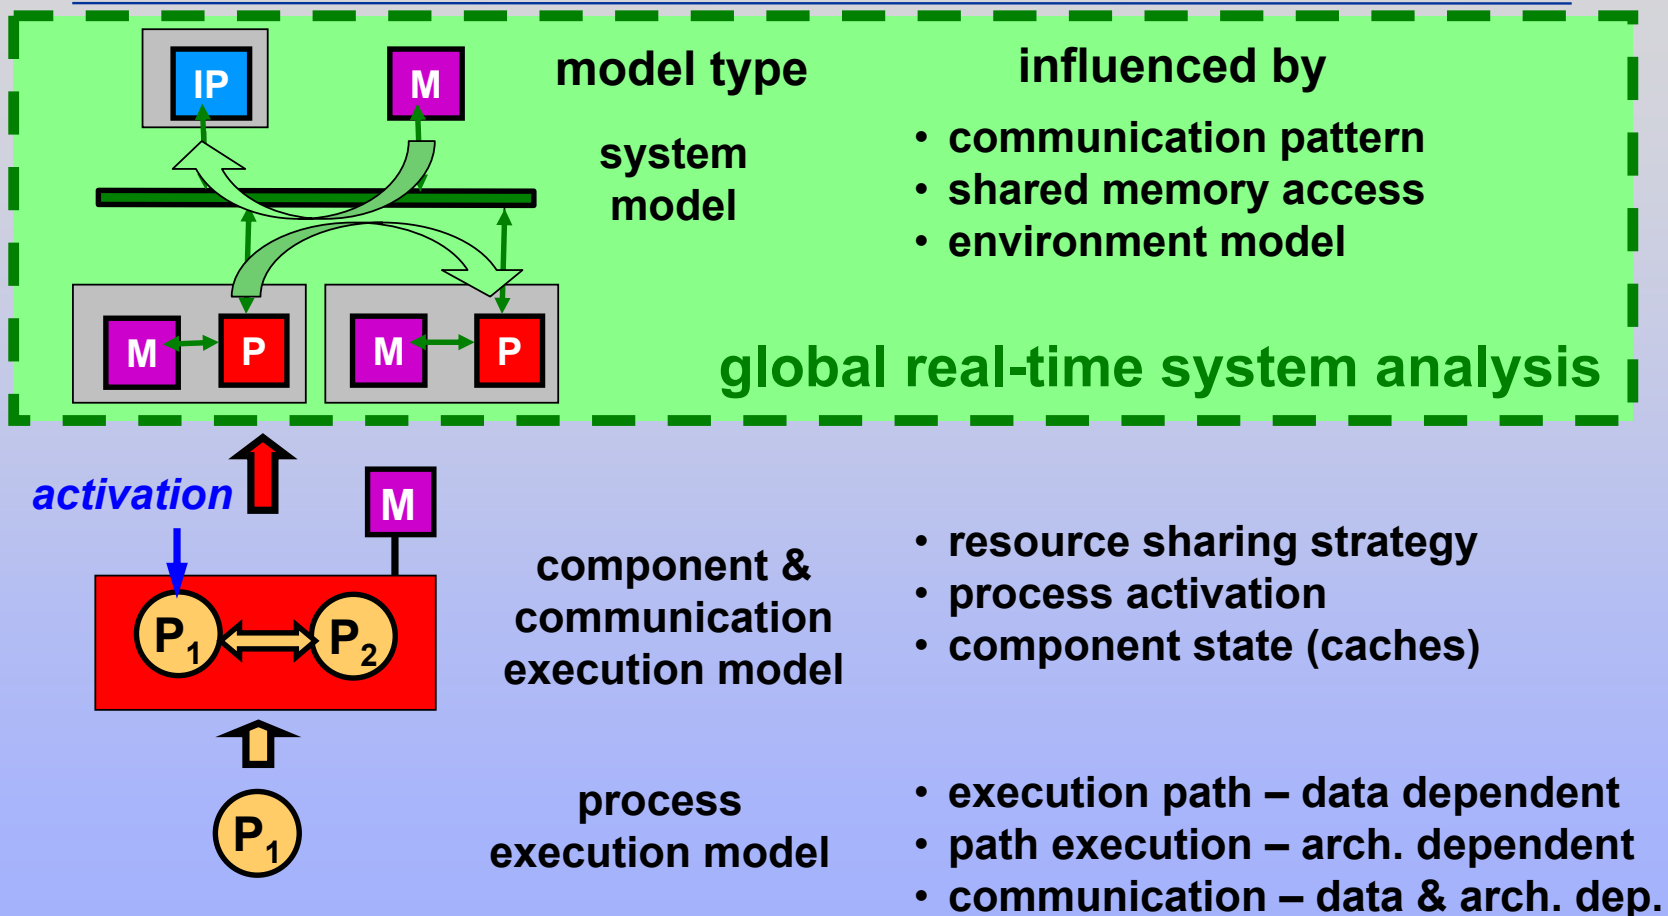 model type
influenced by
IP
M
system
model
• communication pattern
• shared memory access
• environment model
M
P
M
P
global real-time system analysis
activation
M
P1
P2
component &
communication
execution model
• resource sharing strategy
• process activation
• component state (caches)
P1
process
execution model
• execution path – data dependent
• path execution – arch. dependent
• communication – data & arch. dep.